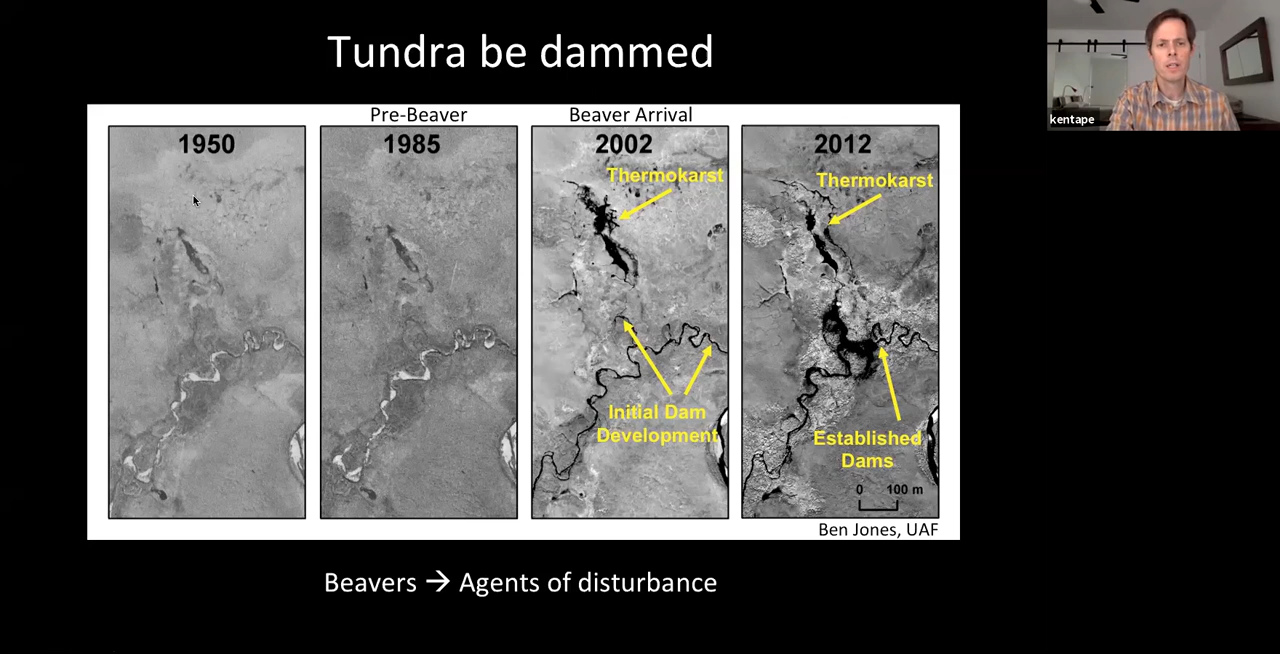 Tundra be dammed
kentape
Pre-Beaver
Beaver Arrival
1950
1985
2002
2012
Thermokarst
Thermokarst
Initial Dam
Development
Established
Dams
0 100 m
Ben Jones, UAF
Beavers → Agents of disturbance